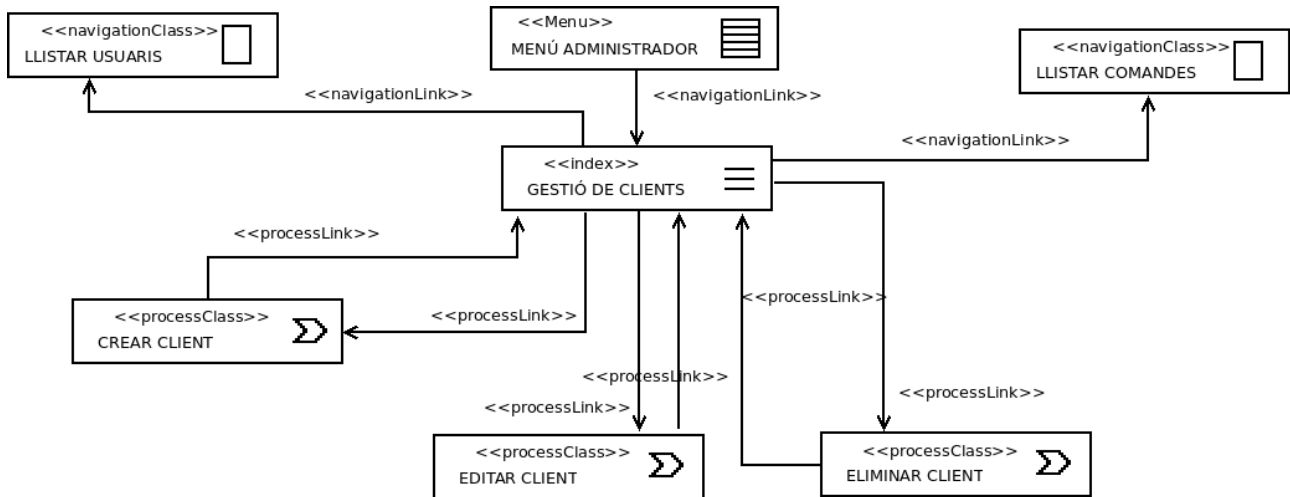 <<navigationClass>>
LLISTAR USUARIS
<<Menu>>
MENÚ ADMINISTRADOR
<<navigationClass>>
LLISTAR COMANDES
<<navigationLink>>
<<navigationLink>>
<<navigationLink>>
<<index>>
GESTIÓ DE CLIENTS
<<processLink>>
<<processLink>>
<<processClass>>
CREAR CLIENT
<<processLink>>
<<processLink>>
<<processLink>>
<<processLink>>
<<processClass>>
EDITAR CLIENT
<<processClass>>
ELIMINAR CLIENT